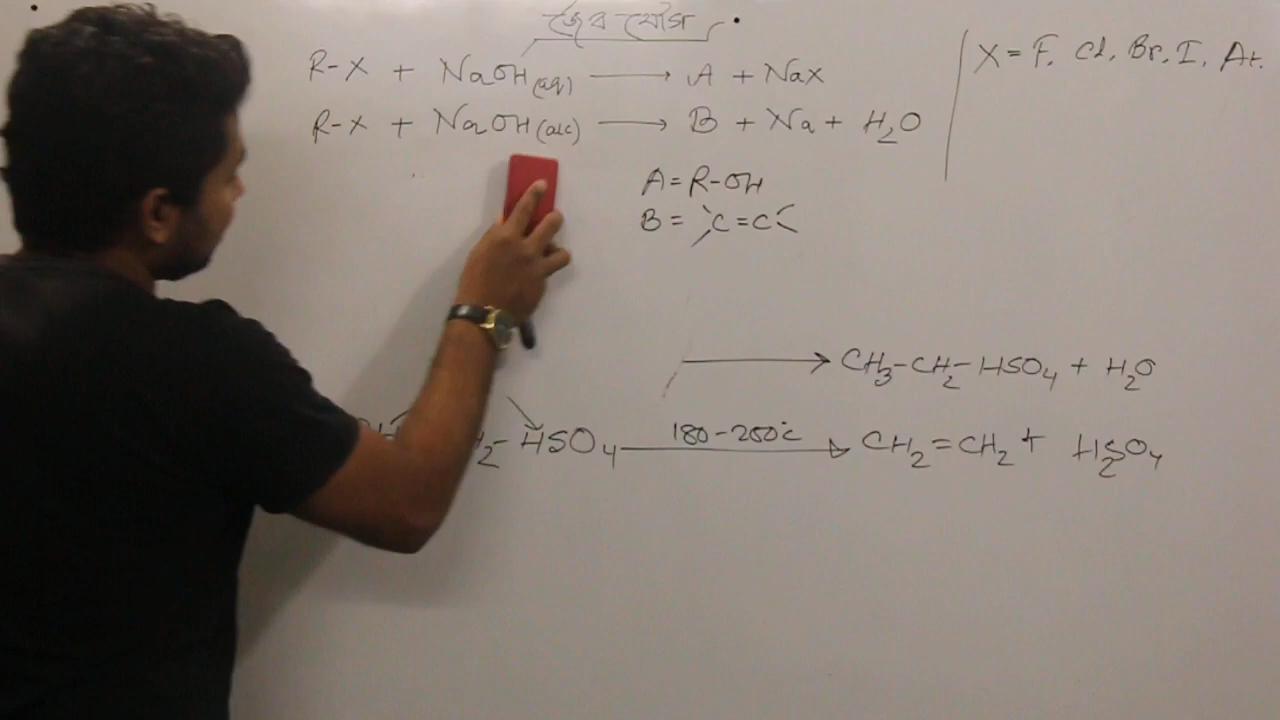 জৈব যৌগ
R-X + NaOH(aq) ⟶ A + NaX
X = F, Cl, Br, I, At.
R-X + NaOH(alc) ⟶ B + Na + H₂O
A = R-OH
B = >C=C<
⟶ CH₃-CH₂-HSO₄ + H₂O
H₂-HSO₄ 180-200°C ⟶ CH₂=CH₂ + H₂SO₄